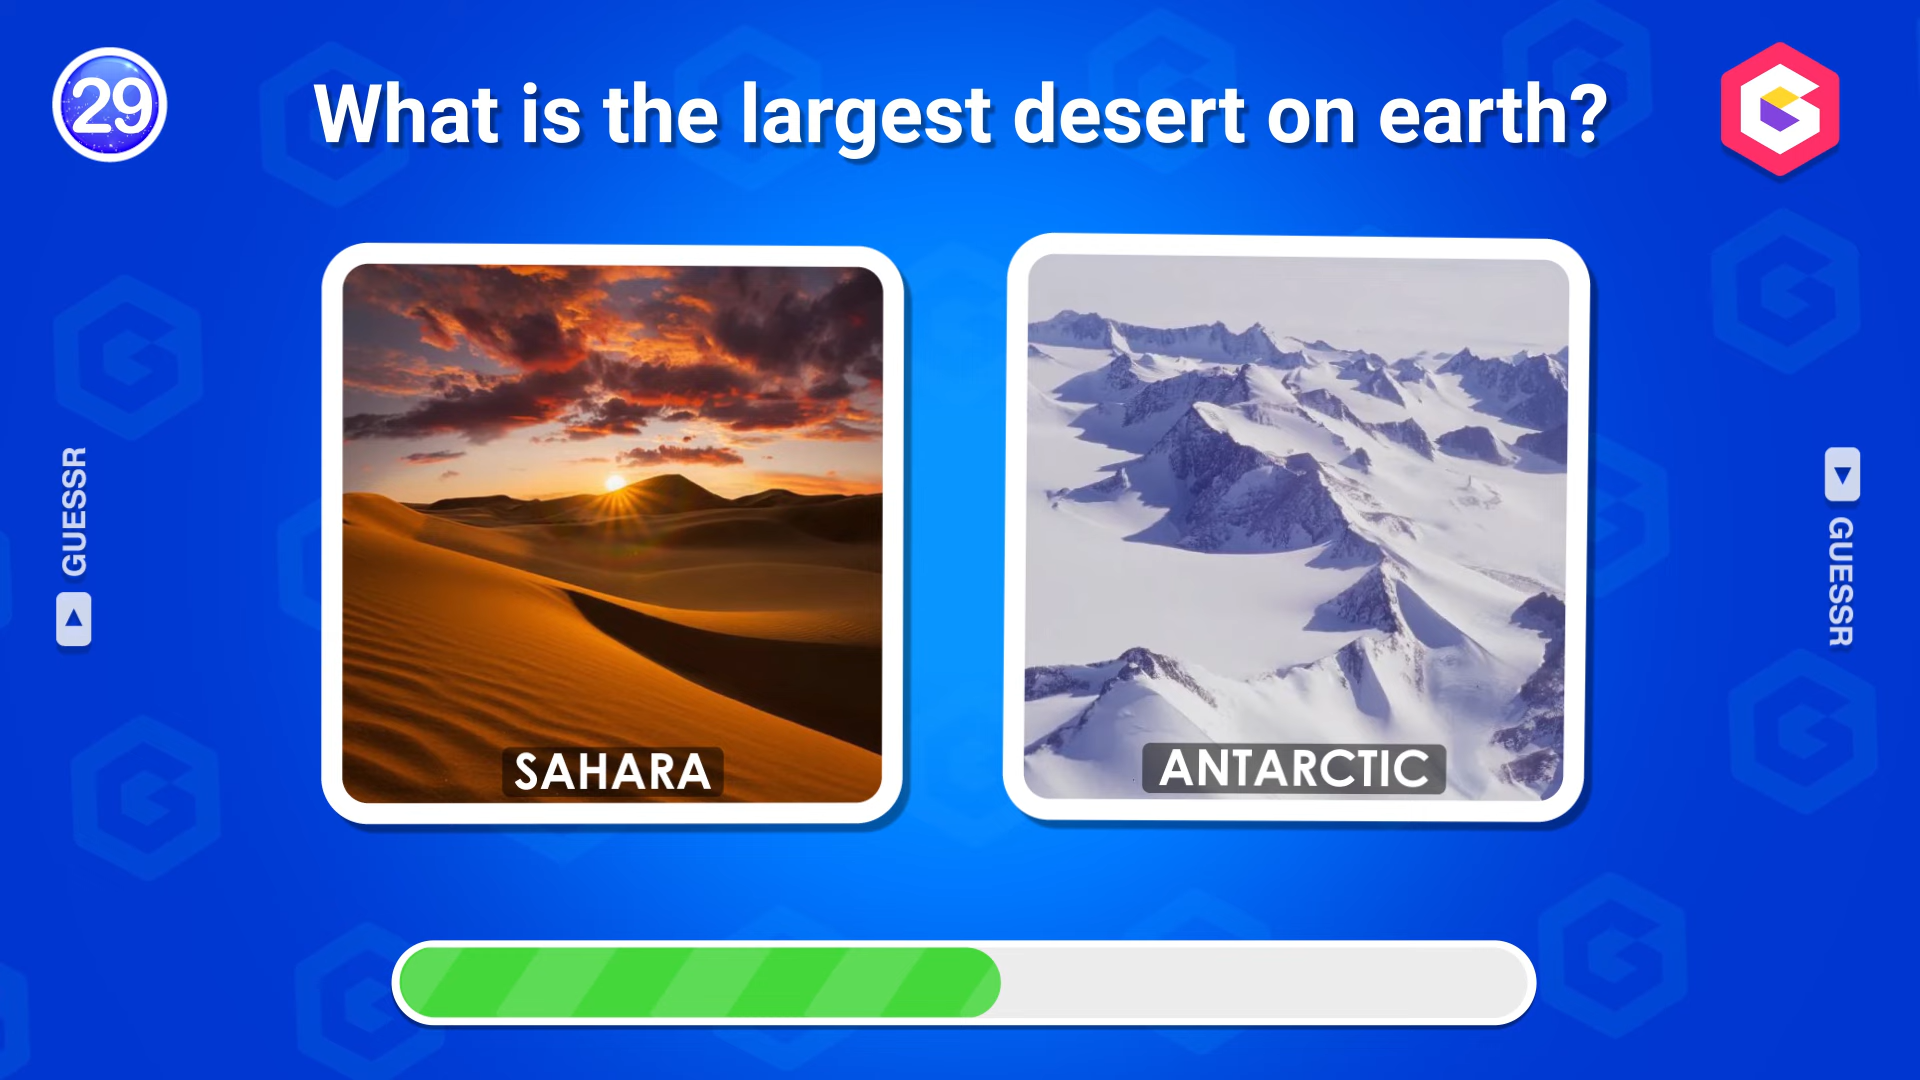 29
What is the largest desert on earth?
GUESSR
SAHARA
ANTARCTIC
GUESSR